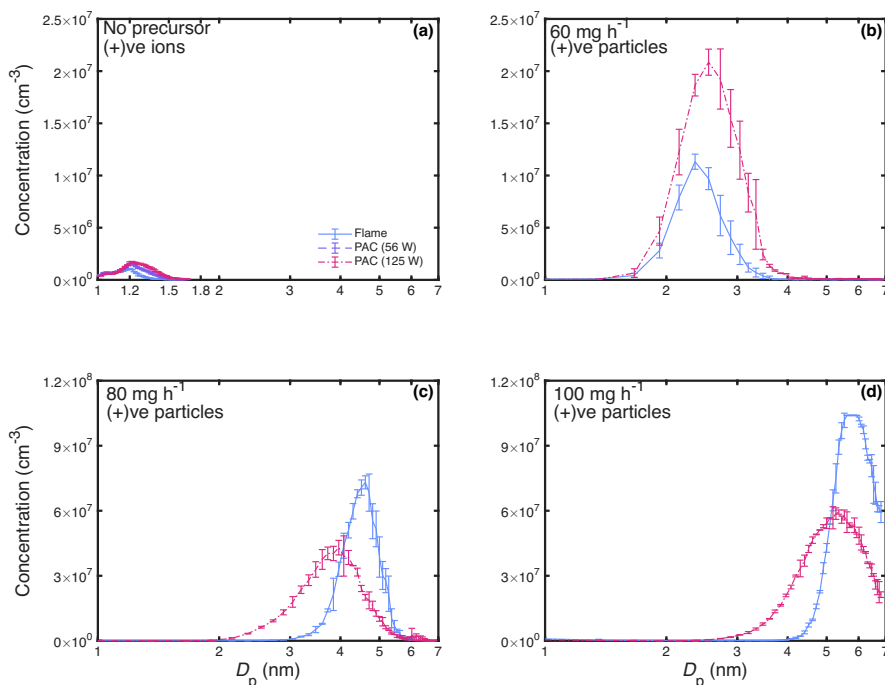 No precursor
(+)ve ions
(a)
2.5×10⁷
2×10⁷
1.5×10⁷
1×10⁷
5×10⁶
0×10⁰
Concentration (cm⁻³)
Flame
PAC (56 W)
PAC (125 W)
1 1.2 1.5 1.8 2 3 4 5 6 7
60 mg h⁻¹
(+)ve particles
(b)
2.5×10⁷
2×10⁷
1.5×10⁷
1×10⁷
5×10⁶
0×10⁰
1 2 3 4 5 6 7
80 mg h⁻¹
(+)ve particles
(c)
1.2×10⁸
9×10⁷
6×10⁷
3×10⁷
0×10⁰
Concentration (cm⁻³)
1 2 3 4 5 6 7
Dp (nm)
100 mg h⁻¹
(+)ve particles
(d)
1.2×10⁸
9×10⁷
6×10⁷
3×10⁷
0×10⁰
1 2 3 4 5 6 7
Dp (nm)